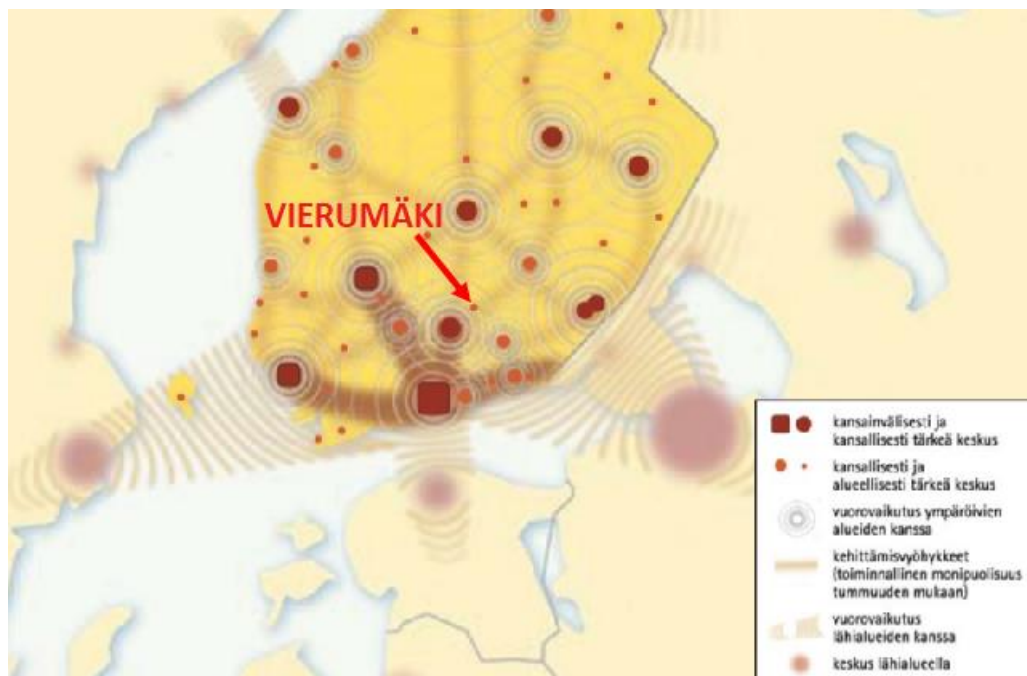 VIERUMÄKI
kansainvälisesti ja
kansallisesti tärkeä keskus
kansallisesti ja
alueellisesti tärkeä keskus
vuorovaikutus ympäröivien
alueiden kanssa
kehittämisvyöhykkeet
(toiminnallinen monipuolisuus
tummuuden mukaan)
vuorovaikutus
lähialueiden kanssa
keskus lähialueella